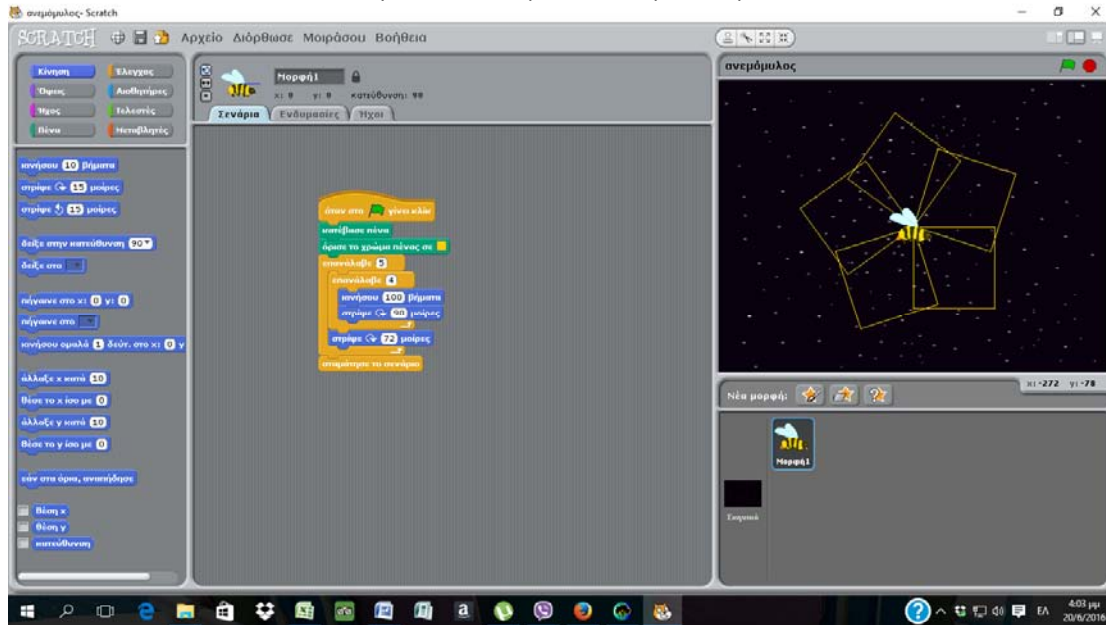 ανεμόμυλος- Scratch
SCRATCH Αρχείο Διόρθωσε Μοιράσου Βοήθεια
Κίνηση Έλεγχος
Όψεις Αισθητήρες
Ήχος Τελεστές
Πένα Μεταβλητές
κινήσου 10 βήματα
στρίψε 15 μοίρες
στρίψε 15 μοίρες
δείξε στην κατεύθυνση 90
δείξε στο
πήγαινε στο x: 0 y: 0
πήγαινε στο
κινήσου ομαλά 1 δεύτ. στο x: 0 y
άλλαξε x κατά 10
θέσε το x ίσο με 0
άλλαξε y κατά 10
θέσε το y ίσο με 0
εάν στα όρια, αναπήδησε
θέση x
θέση y
κατεύθυνση
Μορφή1
x: 0 y: 0 κατεύθυνση: 90
Σενάρια Ενδυμασίες Ήχοι
όταν στο γίνει κλικ
κατέβασε πένα
όρισε το χρώμα πένας σε
επανάλαβε 5
επανάλαβε 4
κινήσου 100 βήματα
στρίψε 90 μοίρες
στρίψε 72 μοίρες
σταμάτησε το σενάριο
ανεμόμυλος
x: -272 y: -78
Νέα μορφή:
Μορφή1
Σκηνικό
ΕΛ 4:03 μμ
20/6/2016